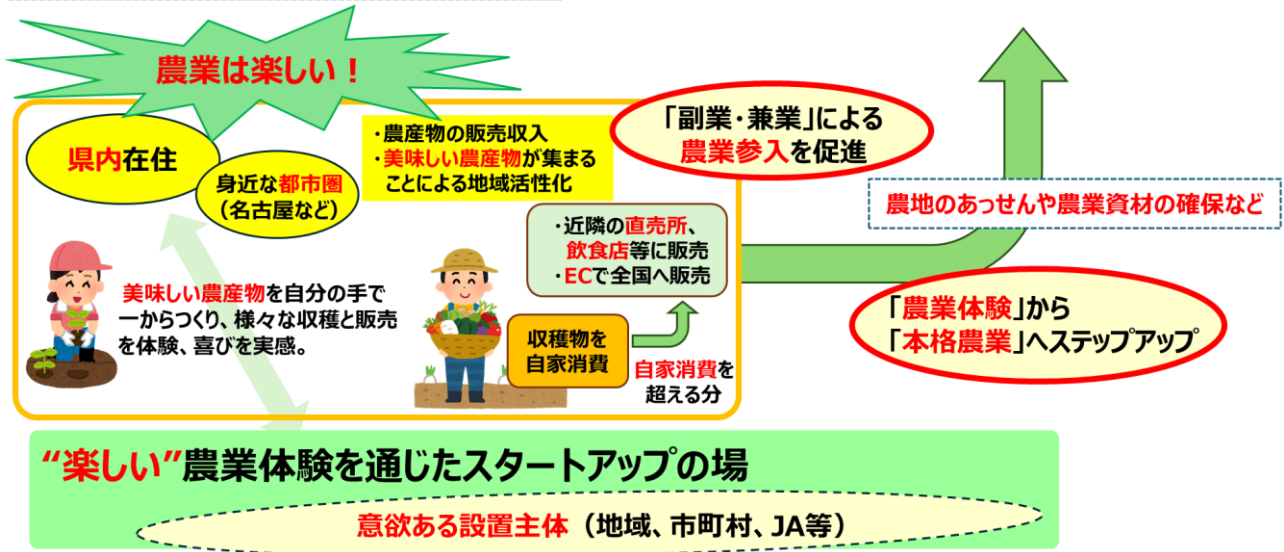 農業は楽しい！
県内在住
身近な都市圏
（名古屋など）
・農産物の販売収入
・美味しい農産物が集まる
ことによる地域活性化
「副業・兼業」による
農業参入を促進
農地のあっせんや農業資材の確保など
・近隣の直売所、
飲食店等に販売
・ECで全国へ販売
美味しい農産物を自分の手で
一からつくり、様々な収穫と販売
を体験、喜びを実感。
収穫物を
自家消費
自家消費を
超える分
「農業体験」から
「本格農業」へステップアップ
“楽しい”農業体験を通じたスタートアップの場
意欲ある設置主体（地域、市町村、JA等）